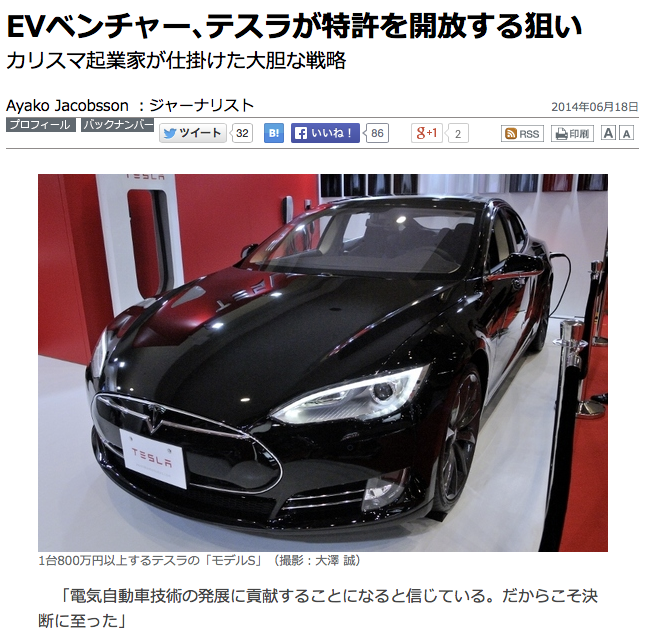 EVベンチャー､テスラが特許を開放する狙い
カリスマ起業家が仕掛けた大胆な戦略
Ayako Jacobsson ：ジャーナリスト
2014年06月18日
プロフィール バックナンバー ツイート 32 B! いいね！ 86 g+1 2 RSS 印刷 A A
TESLA
TESLA
1台800万円以上するテスラの「モデルS」（撮影：大澤 誠）
「電気自動車技術の発展に貢献することになると信じている。だからこそ決
断に至った」